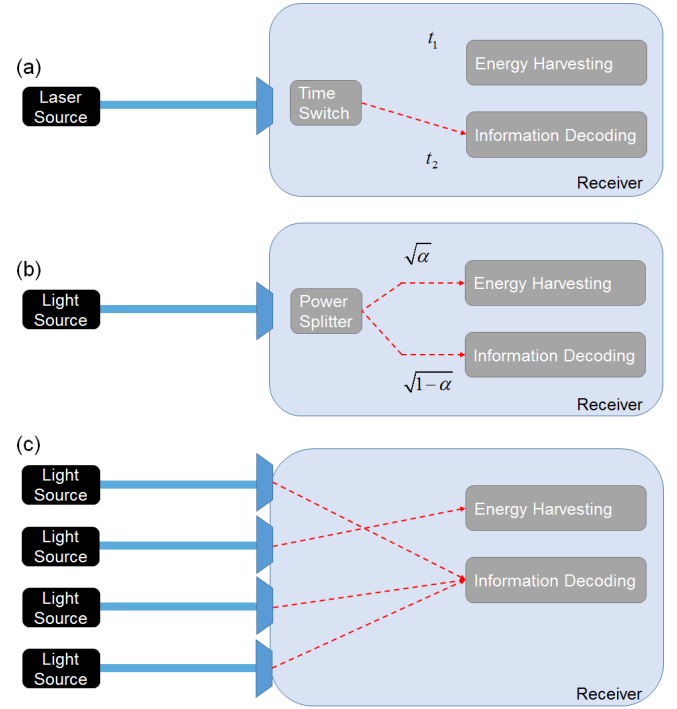 (a)
Laser
Source
Time
Switch
t1
Energy Harvesting
Information Decoding
t2
Receiver
(b)
Light
Source
Power
Splitter
√α
Energy Harvesting
Information Decoding
√1−α
Receiver
(c)
Light
Source
Light
Source
Light
Source
Light
Source
Energy Harvesting
Information Decoding
Receiver